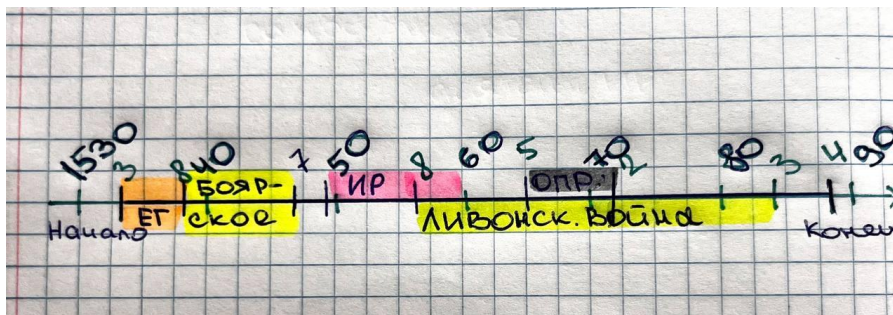 1530 3 8 40 7 50 8 60 5 70 2 80 3 4 90
БОЯР- ИР ОПР.
ЕГ СКОЕ ЛИВОНСК. ВОЙНА
Начало Конец